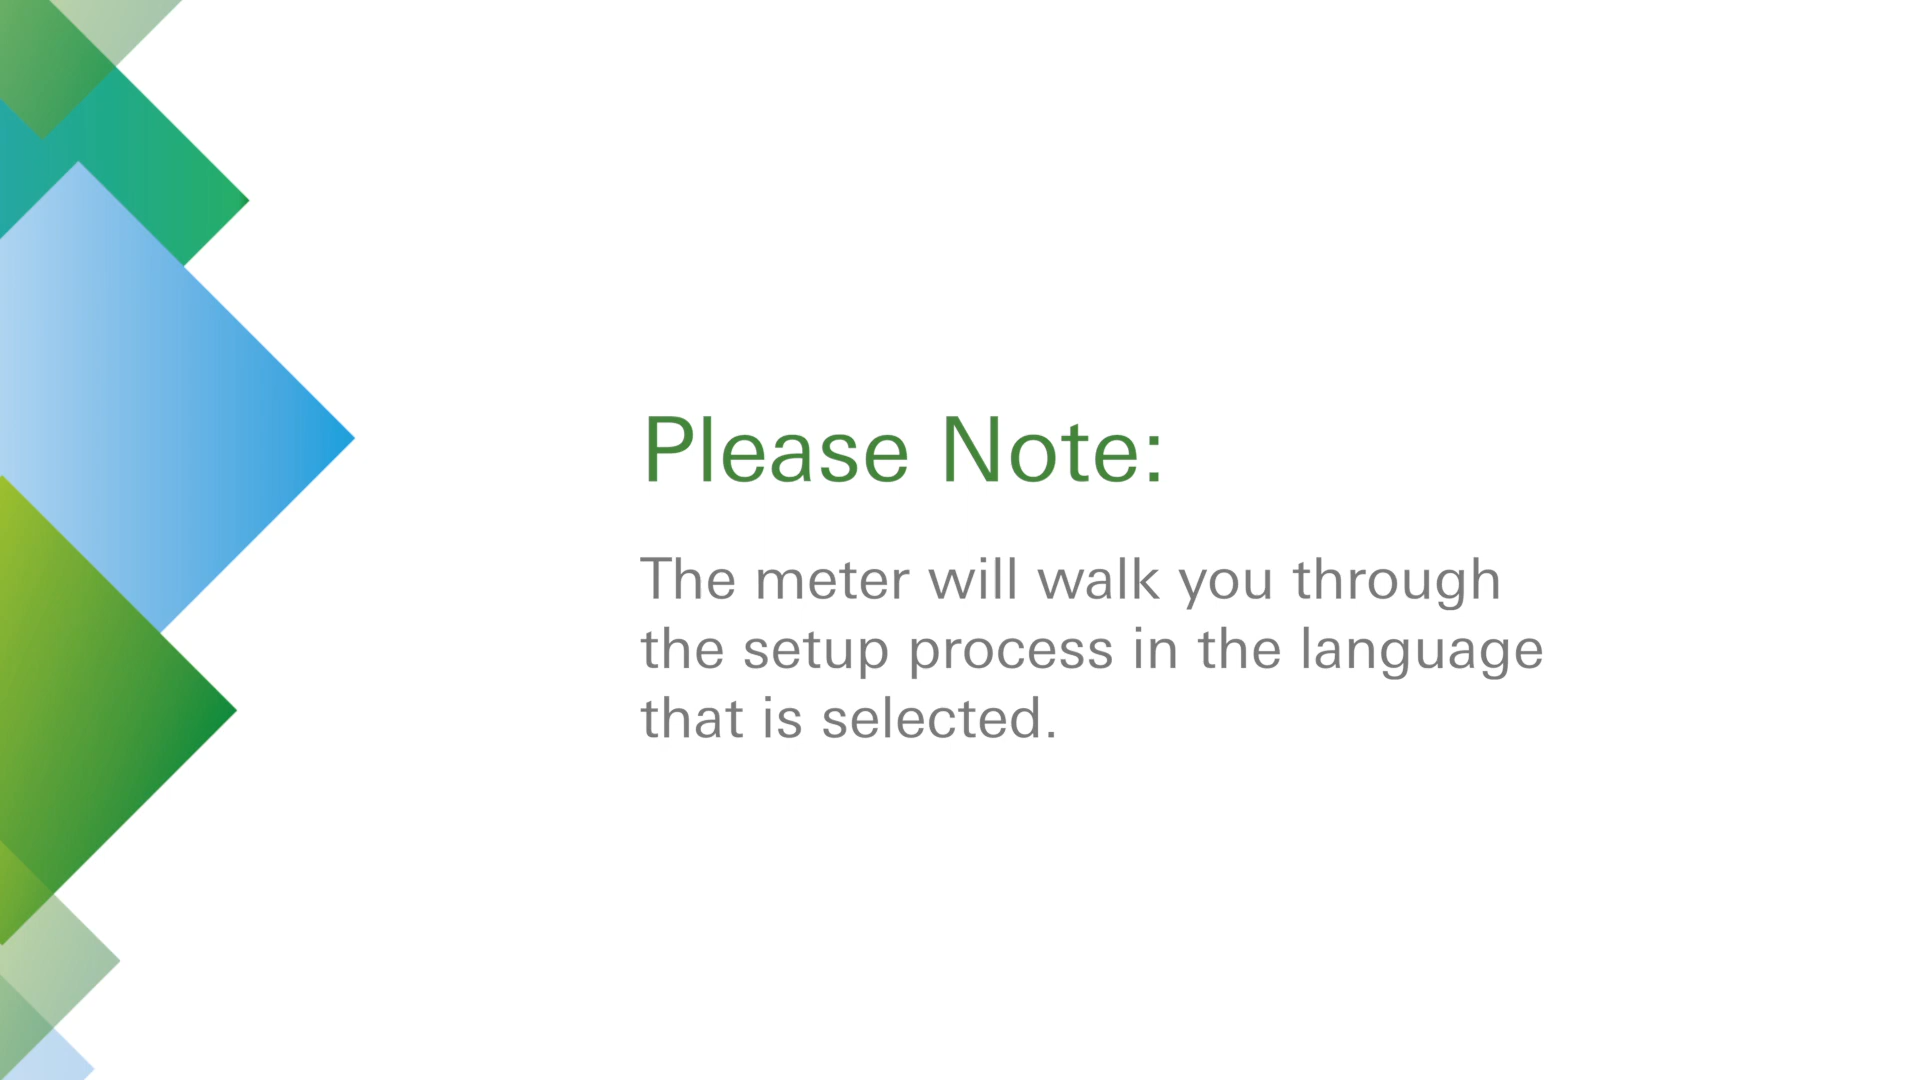 Please Note:
The meter will walk you through
the setup process in the language
that is selected.